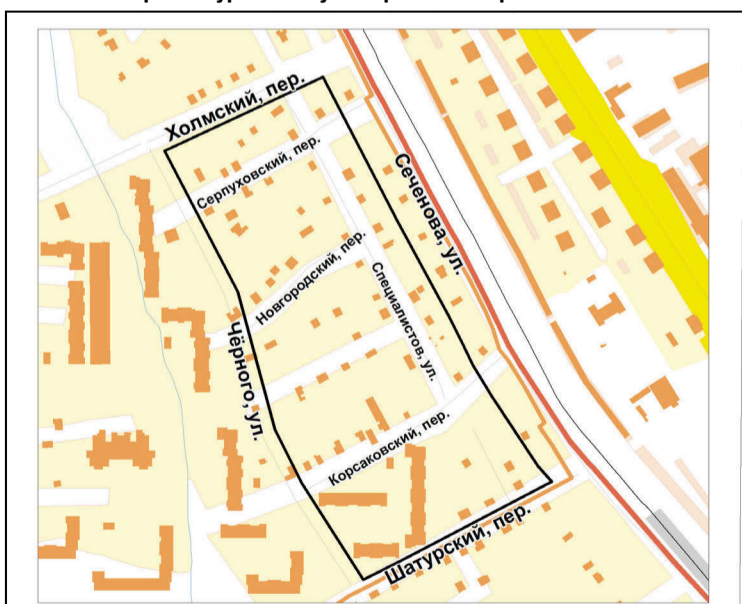 Холмский, пер.
Серпуховский, пер.
Сеченова, ул.
Новгородский, пер.
Специалистов, ул.
Чёрного, ул.
Корсаковский, пер.
Шатурский, пер.